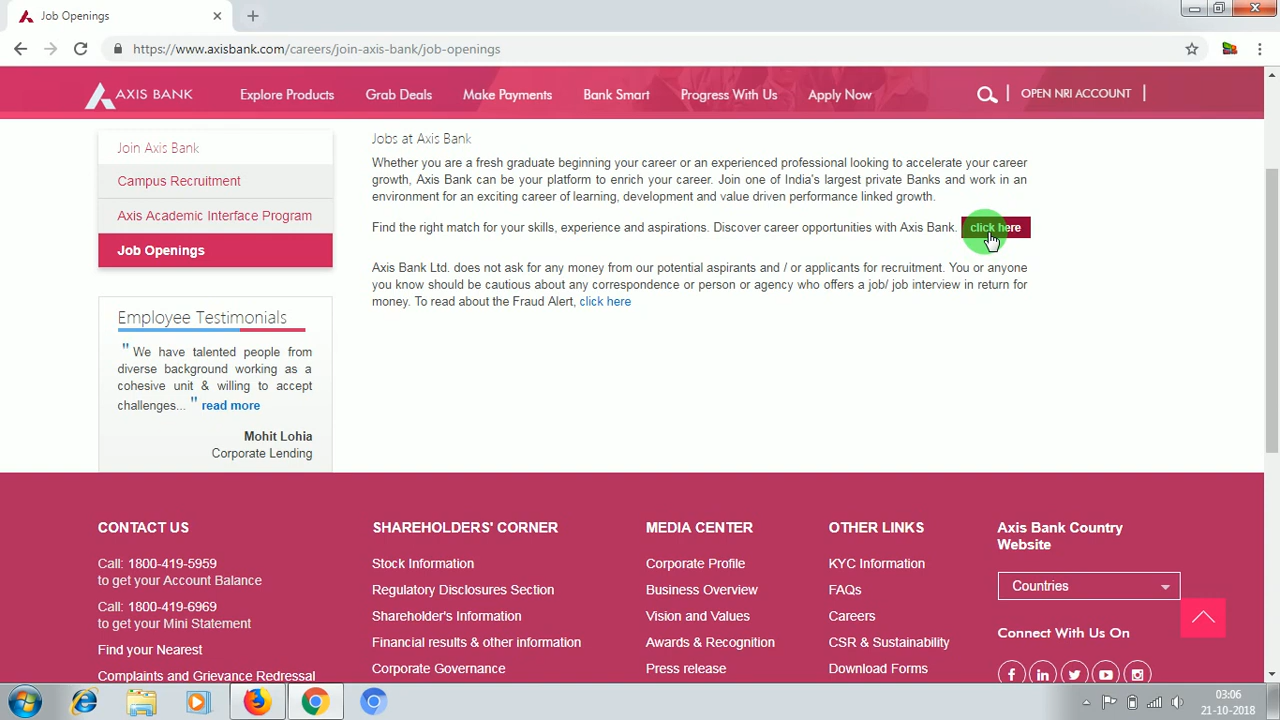 Job Openings
https://www.axisbank.com/careers/join-axis-bank/job-openings
AXIS BANK
Explore Products
Grab Deals
Make Payments
Bank Smart
Progress With Us
Apply Now
OPEN NRI ACCOUNT
Join Axis Bank
Campus Recruitment
Axis Academic Interface Program
Job Openings
Employee Testimonials
" We have talented people from
diverse background working as a
cohesive unit & willing to accept
challenges... " read more
Mohit Lohia
Corporate Lending
Jobs at Axis Bank
Whether you are a fresh graduate beginning your career or an experienced professional looking to accelerate your career
growth, Axis Bank can be your platform to enrich your career. Join one of India's largest private Banks and work in an
environment for an exciting career of learning, development and value driven performance linked growth.
Find the right match for your skills, experience and aspirations. Discover career opportunities with Axis Bank. click here
Axis Bank Ltd. does not ask for any money from our potential aspirants and / or applicants for recruitment. You or anyone
you know should be cautious about any correspondence or person or agency who offers a job/ job interview in return for
money. To read about the Fraud Alert, click here
CONTACT US
Call: 1800-419-5959
to get your Account Balance
Call: 1800-419-6969
to get your Mini Statement
Find your Nearest
Complaints and Grievance Redressal
SHAREHOLDERS' CORNER
Stock Information
Regulatory Disclosures Section
Shareholder's Information
Financial results & other information
Corporate Governance
MEDIA CENTER
Corporate Profile
Business Overview
Vision and Values
Awards & Recognition
Press release
OTHER LINKS
KYC Information
FAQs
Careers
CSR & Sustainability
Download Forms
Axis Bank Country
Website
Countries
Connect With Us On
03:06
21-10-2018